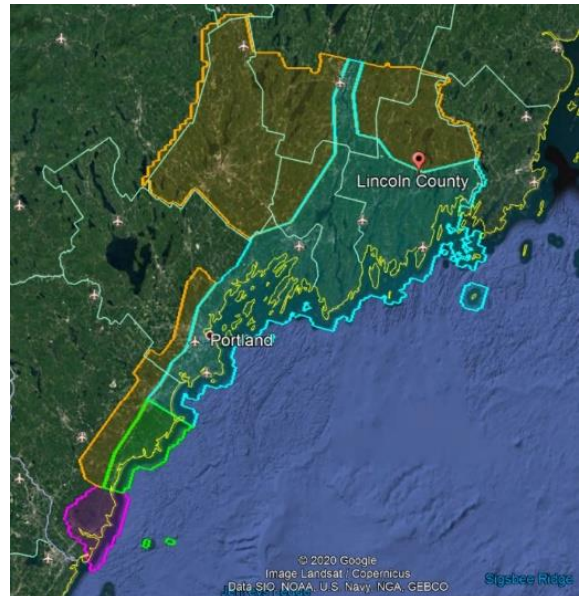 Lincoln County
Portland
© 2020 Google
Image Landsat / Copernicus
Data SIO, NOAA, U.S. Navy, NGA, GEBCO
Sigsbee Ridge